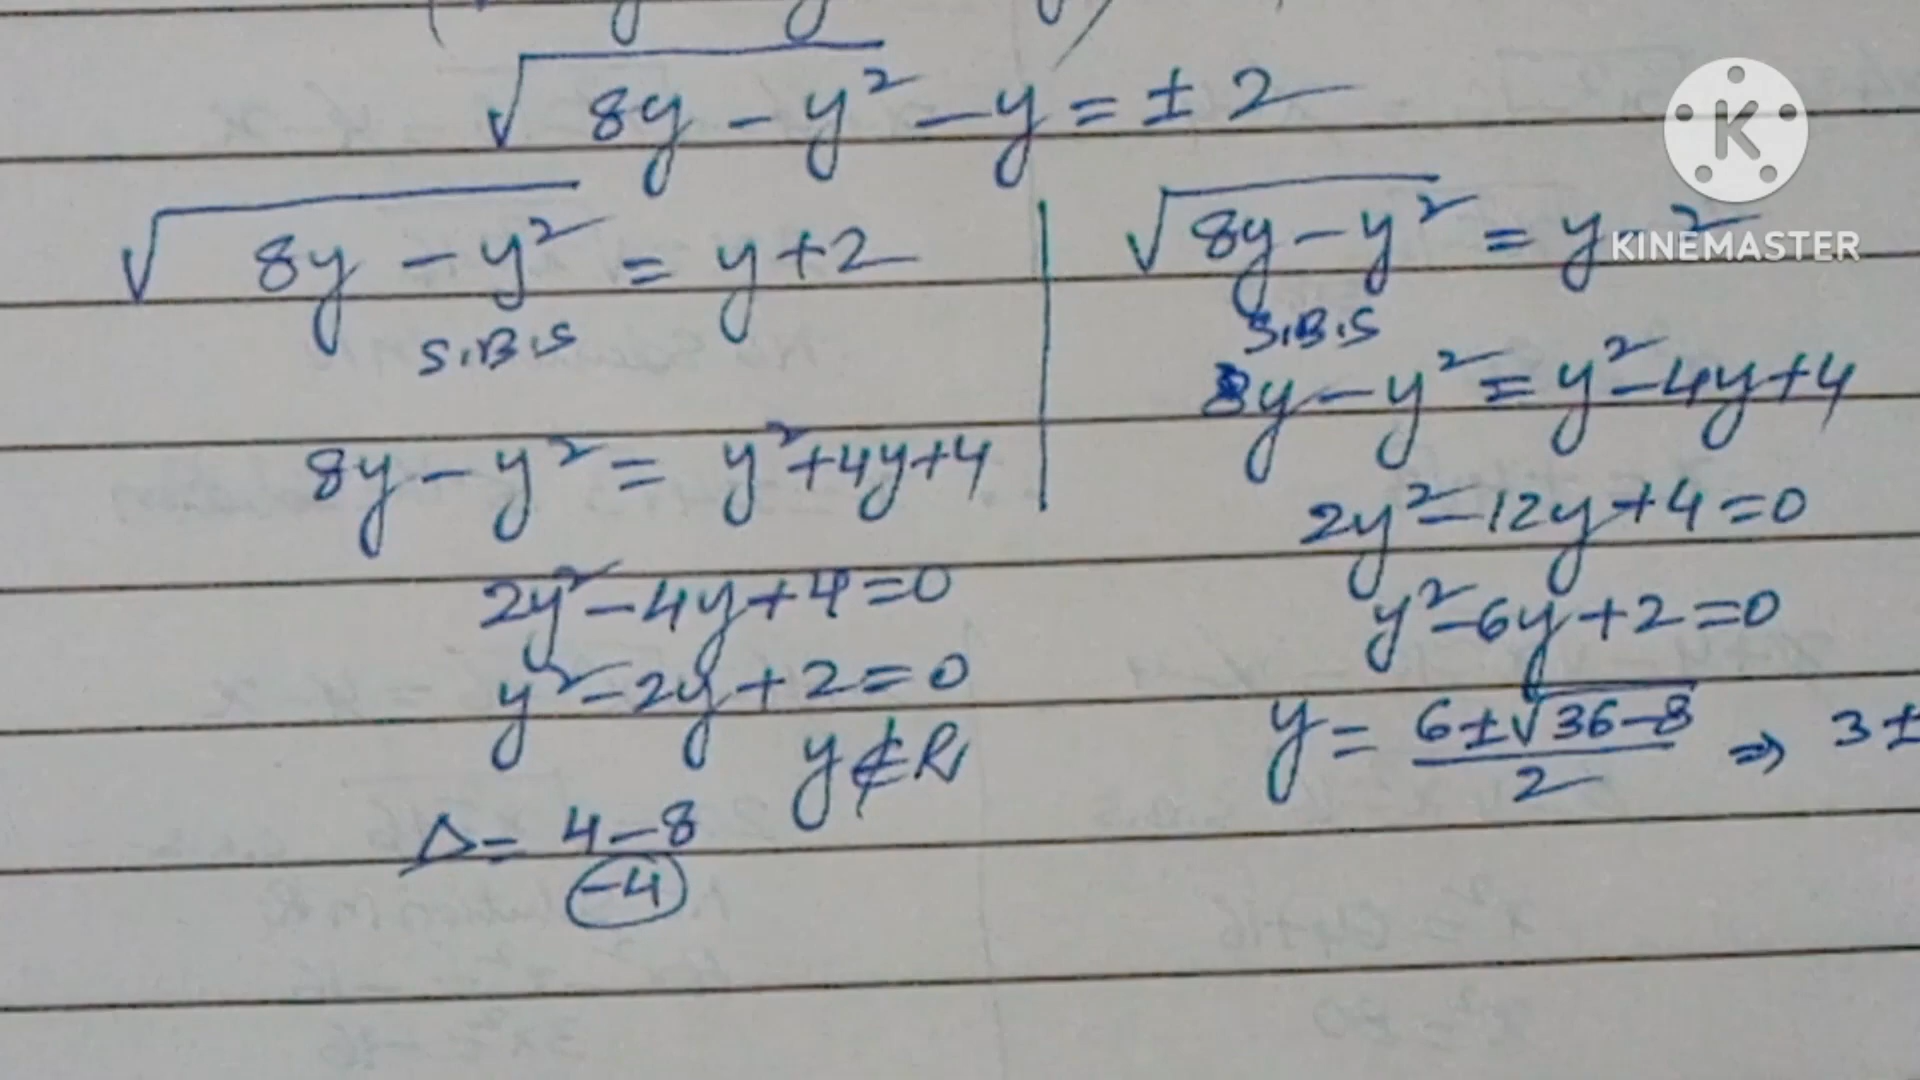 √(8y - y²) - y = ± 2
√(8y - y²) = y + 2
S.B.S
8y - y² = y² + 4y + 4
2y² - 4y + 4 = 0
y² - 2y + 2 = 0
y ∉ R
Δ = 4 - 8
-4
√(8y - y²) = y - 2
S.B.S
8y - y² = y² - 4y + 4
2y² - 12y + 4 = 0
y² - 6y + 2 = 0
y = (6 ± √(36 - 8))/2 ⇒ 3 ±
K
KINEMASTER